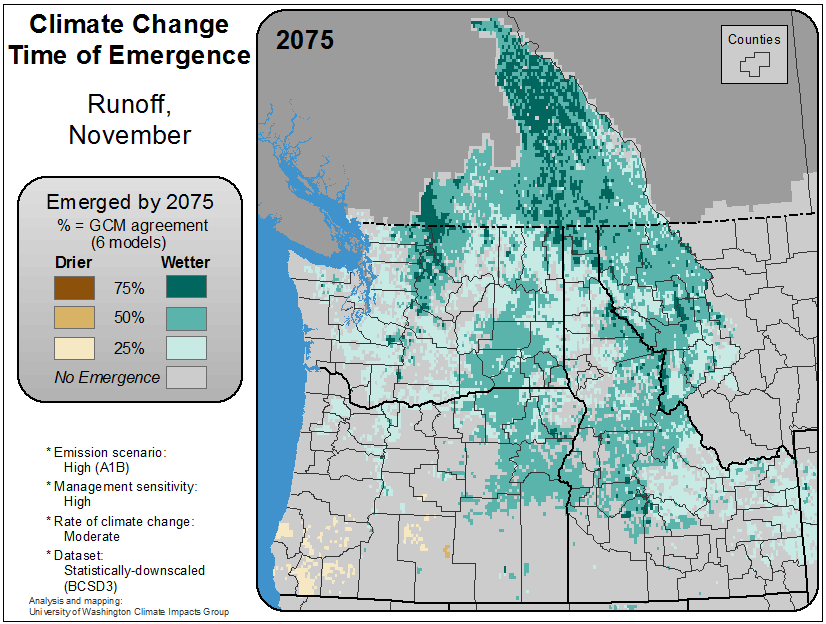 Climate Change
Time of Emergence
Runoff,
November
Emerged by 2075
% = GCM agreement
(6 models)
Drier Wetter
75%
50%
25%
No Emergence
* Emission scenario:
High (A1B)
* Management sensitivity:
High
* Rate of climate change:
Moderate
* Dataset:
Statistically-downscaled
(BCSD3)
Analysis and mapping:
University of Washington Climate Impacts Group
2075
Counties